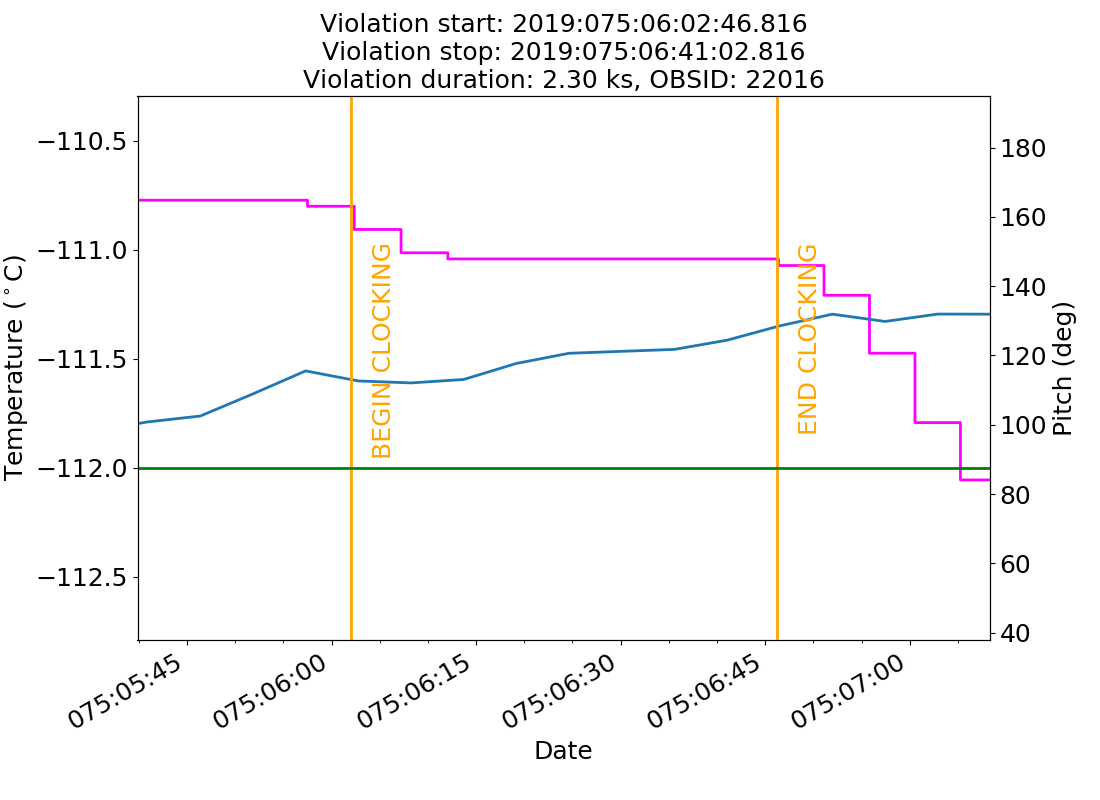 Violation start: 2019:075:06:02:46.816
Violation stop: 2019:075:06:41:02.816
Violation duration: 2.30 ks, OBSID: 22016
Temperature (°C)
−110.5
−111.0
−111.5
−112.0
−112.5
BEGIN CLOCKING
END CLOCKING
180
160
140
120
100
80
60
40
Pitch (deg)
075:05:45
075:06:00
075:06:15
075:06:30
075:06:45
075:07:00
Date